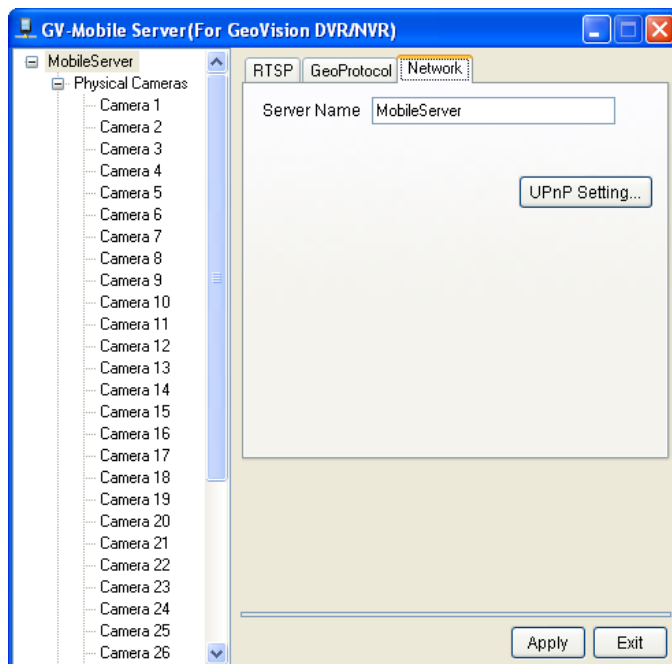 GV-Mobile Server(For GeoVision DVR/NVR)
MobileServer
Physical Cameras
Camera 1
Camera 2
Camera 3
Camera 4
Camera 5
Camera 6
Camera 7
Camera 8
Camera 9
Camera 10
Camera 11
Camera 12
Camera 13
Camera 14
Camera 15
Camera 16
Camera 17
Camera 18
Camera 19
Camera 20
Camera 21
Camera 22
Camera 23
Camera 24
Camera 25
Camera 26
RTSP GeoProtocol Network
Server Name MobileServer
UPnP Setting...
Apply Exit